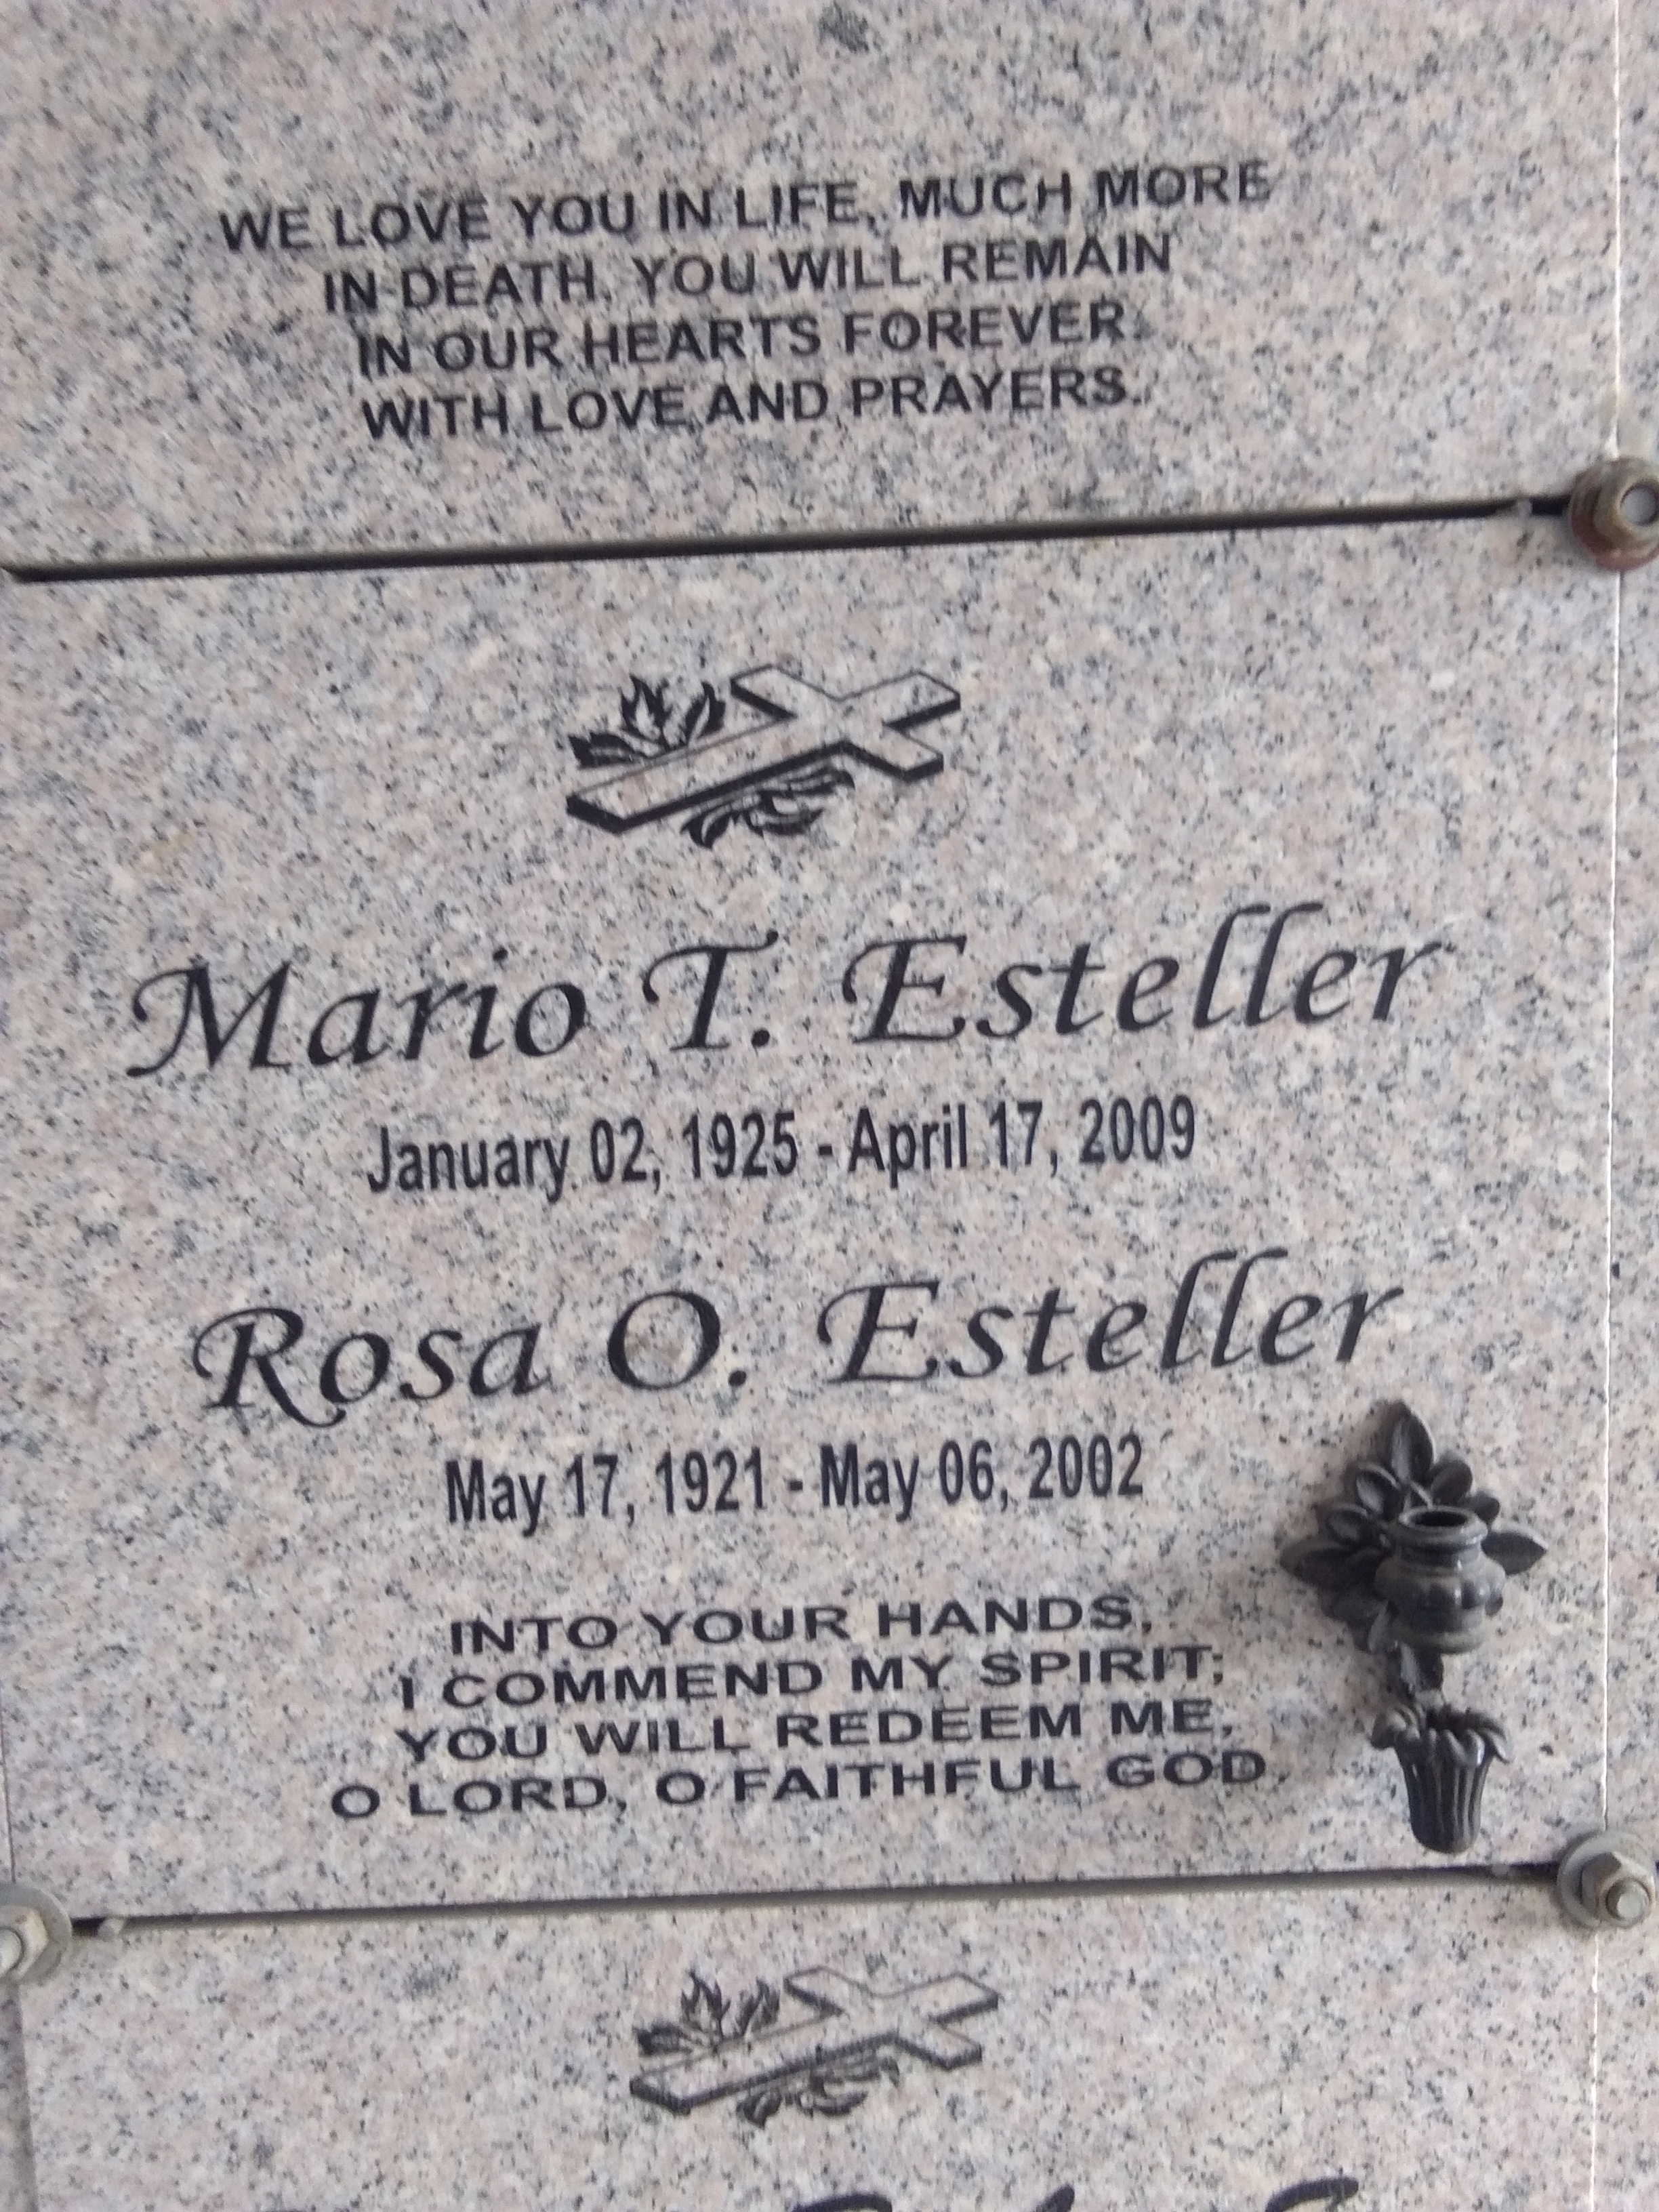 WE LOVE YOU IN LIFE, MUCH MORE
IN DEATH. YOU WILL REMAIN
IN OUR HEARTS FOREVER.
WITH LOVE AND PRAYERS.
Mario T. Esteller
January 02, 1925 - April 17, 2009
Rosa O. Esteller
May 17, 1921 - May 06, 2002
INTO YOUR HANDS,
I COMMEND MY SPIRIT;
YOU WILL REDEEM ME,
O LORD, O FAITHFUL GOD